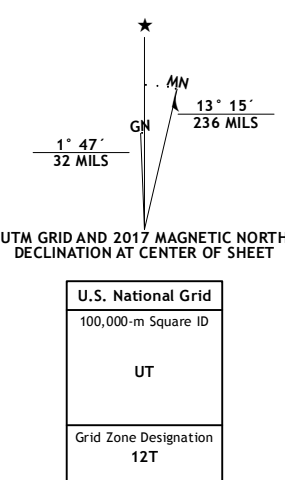 MN
GN
13° 15´
236 MILS
1° 47´
32 MILS
UTM GRID AND 2017 MAGNETIC NORTH
DECLINATION AT CENTER OF SHEET
U.S. National Grid
100,000-m Square ID
UT
Grid Zone Designation
12T